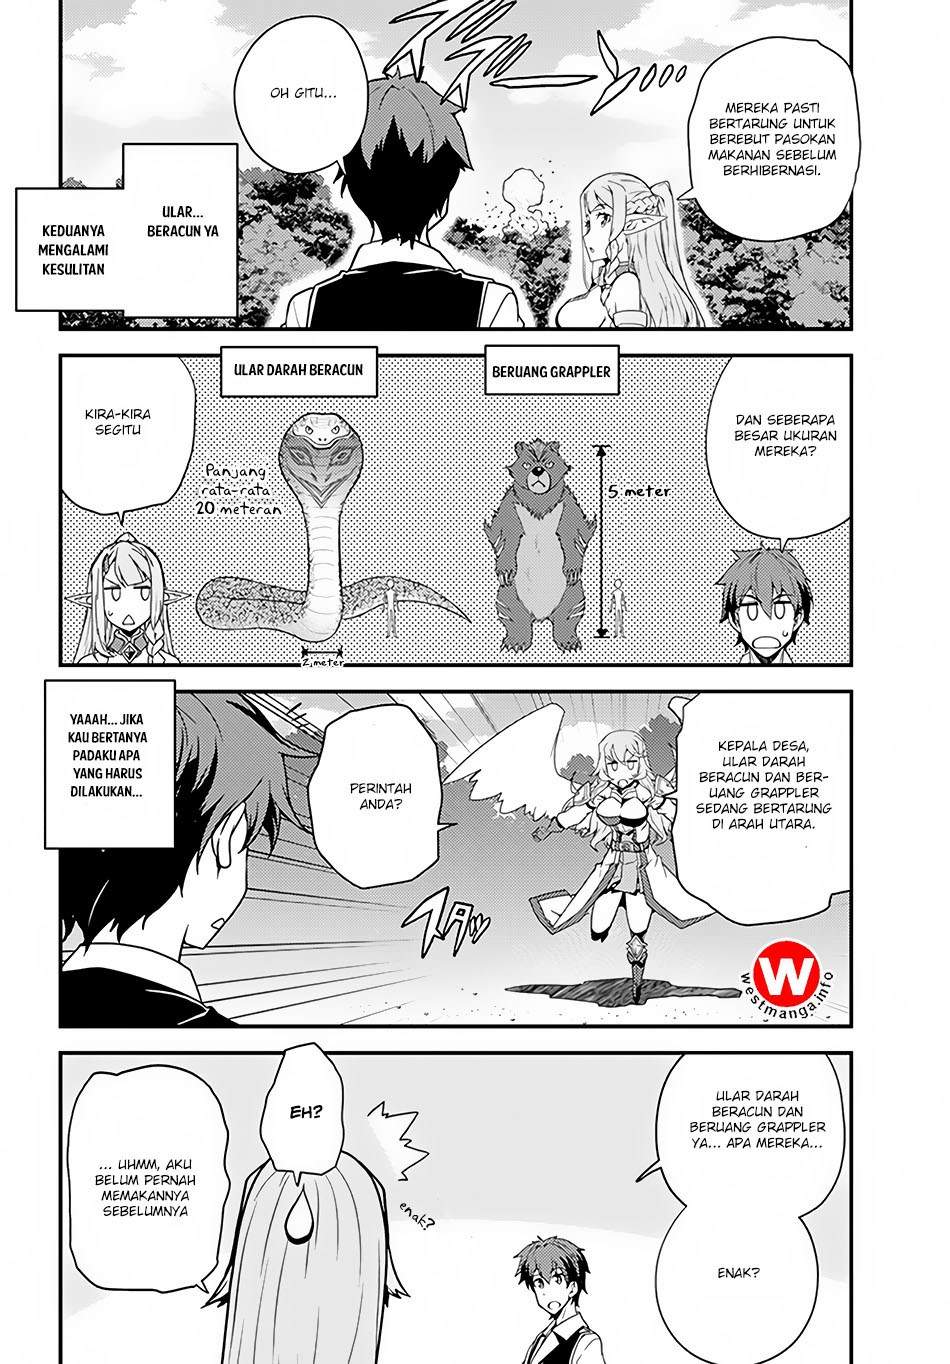 MEREKA PASTI
BERTARUNG UNTUK
BEREBUT PASOKAN
MAKANAN SEBELUM
BERHIBERNASI.
OH GITU...
ULAR...
BERACUN YA
KEDUANYA
MENGALAMI
KESULITAN
DAN SEBERAPA
BESAR UKURAN
MEREKA?
BERUANG GRAPPLER
5 meter
ULAR DARAH BERACUN
Panjang
rata-rata
20 meteran
2 meter
KIRA-KIRA
SEGITU
KEPALA DESA,
ULAR DARAH
BERACUN DAN BER-
UANG GRAPPLER
SEDANG BERTARUNG
DI ARAH UTARA.
PERINTAH
ANDA?
スタッ
YAAAH... JIKA
KAU BERTANYA
PADAKU APA
YANG HARUS
DILAKUKAN...
W
westmanga.info
ULAR DARAH
BERACUN DAN
BERUANG GRAPPLER
YA... APA MEREKA...
ENAK?
enak?
EH?
... UHMM, AKU
BELUM PERNAH
MEMAKANNYA
SEBELUMNYA